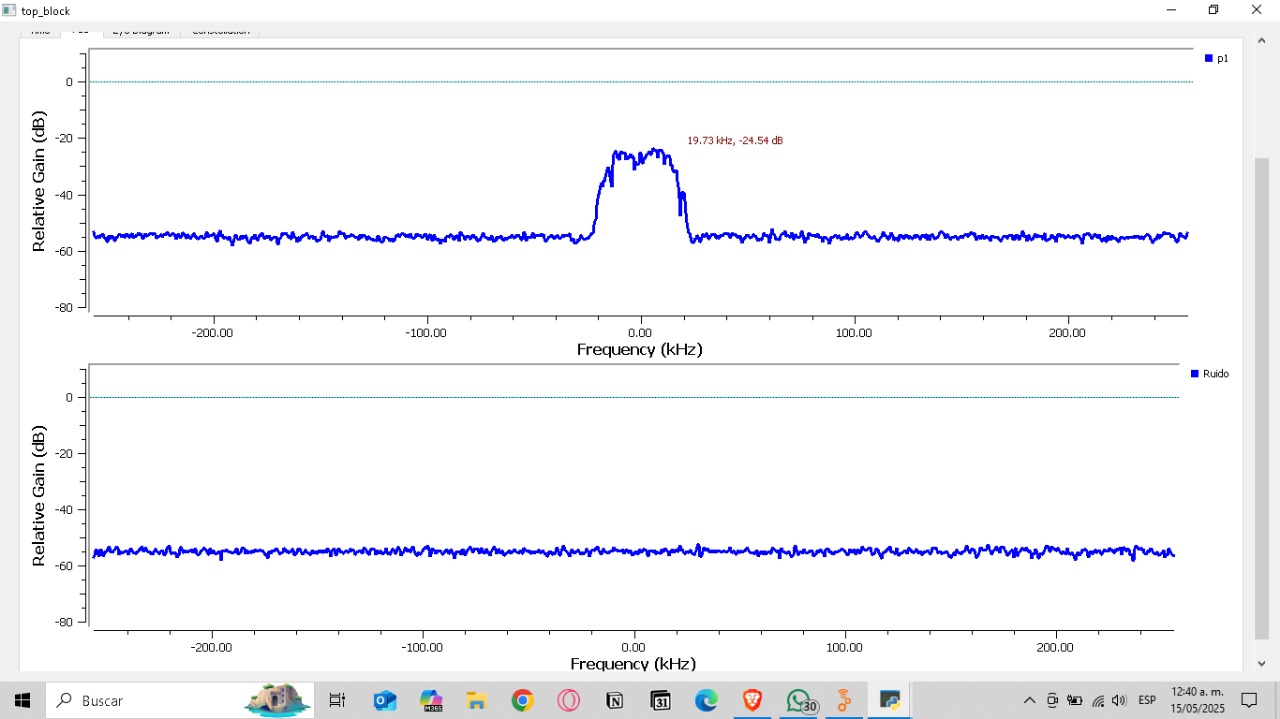 top_block
Time PSD Eye Diagram Constellation
p1
0
-20
-40
-60
-80
Relative Gain (dB)
19.73 kHz, -24.54 dB
-200.00 -100.00 0.00 100.00 200.00
Frequency (kHz)
Ruido
0
-20
-40
-60
-80
Relative Gain (dB)
-200.00 -100.00 0.00 100.00 200.00
Frequency (kHz)
Buscar
M365
31
30
ESP
12:40 a. m.
15/05/2025